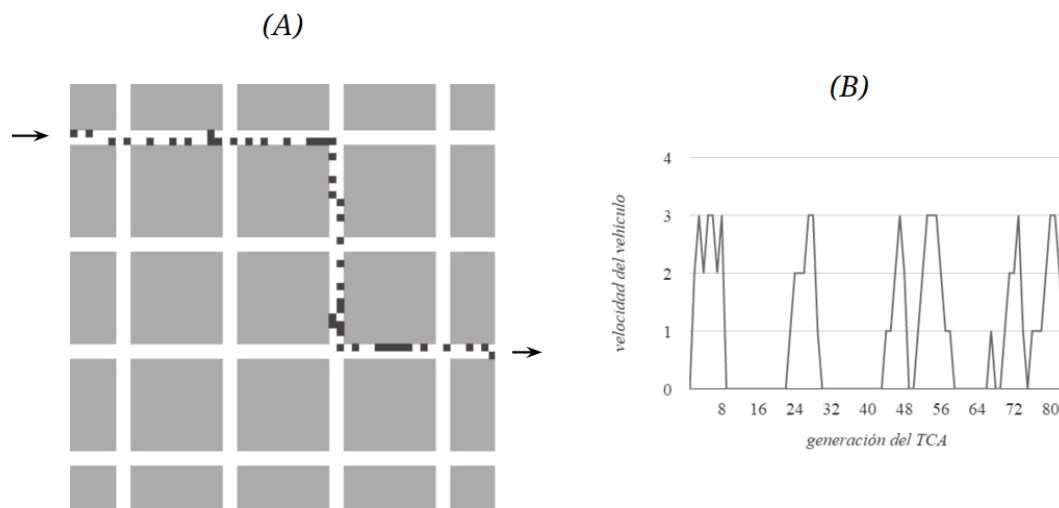 (A)
(B)
velocidad del vehículo
4
3
2
1
0
8 16 24 32 40 48 56 64 72 80
generación del TCA